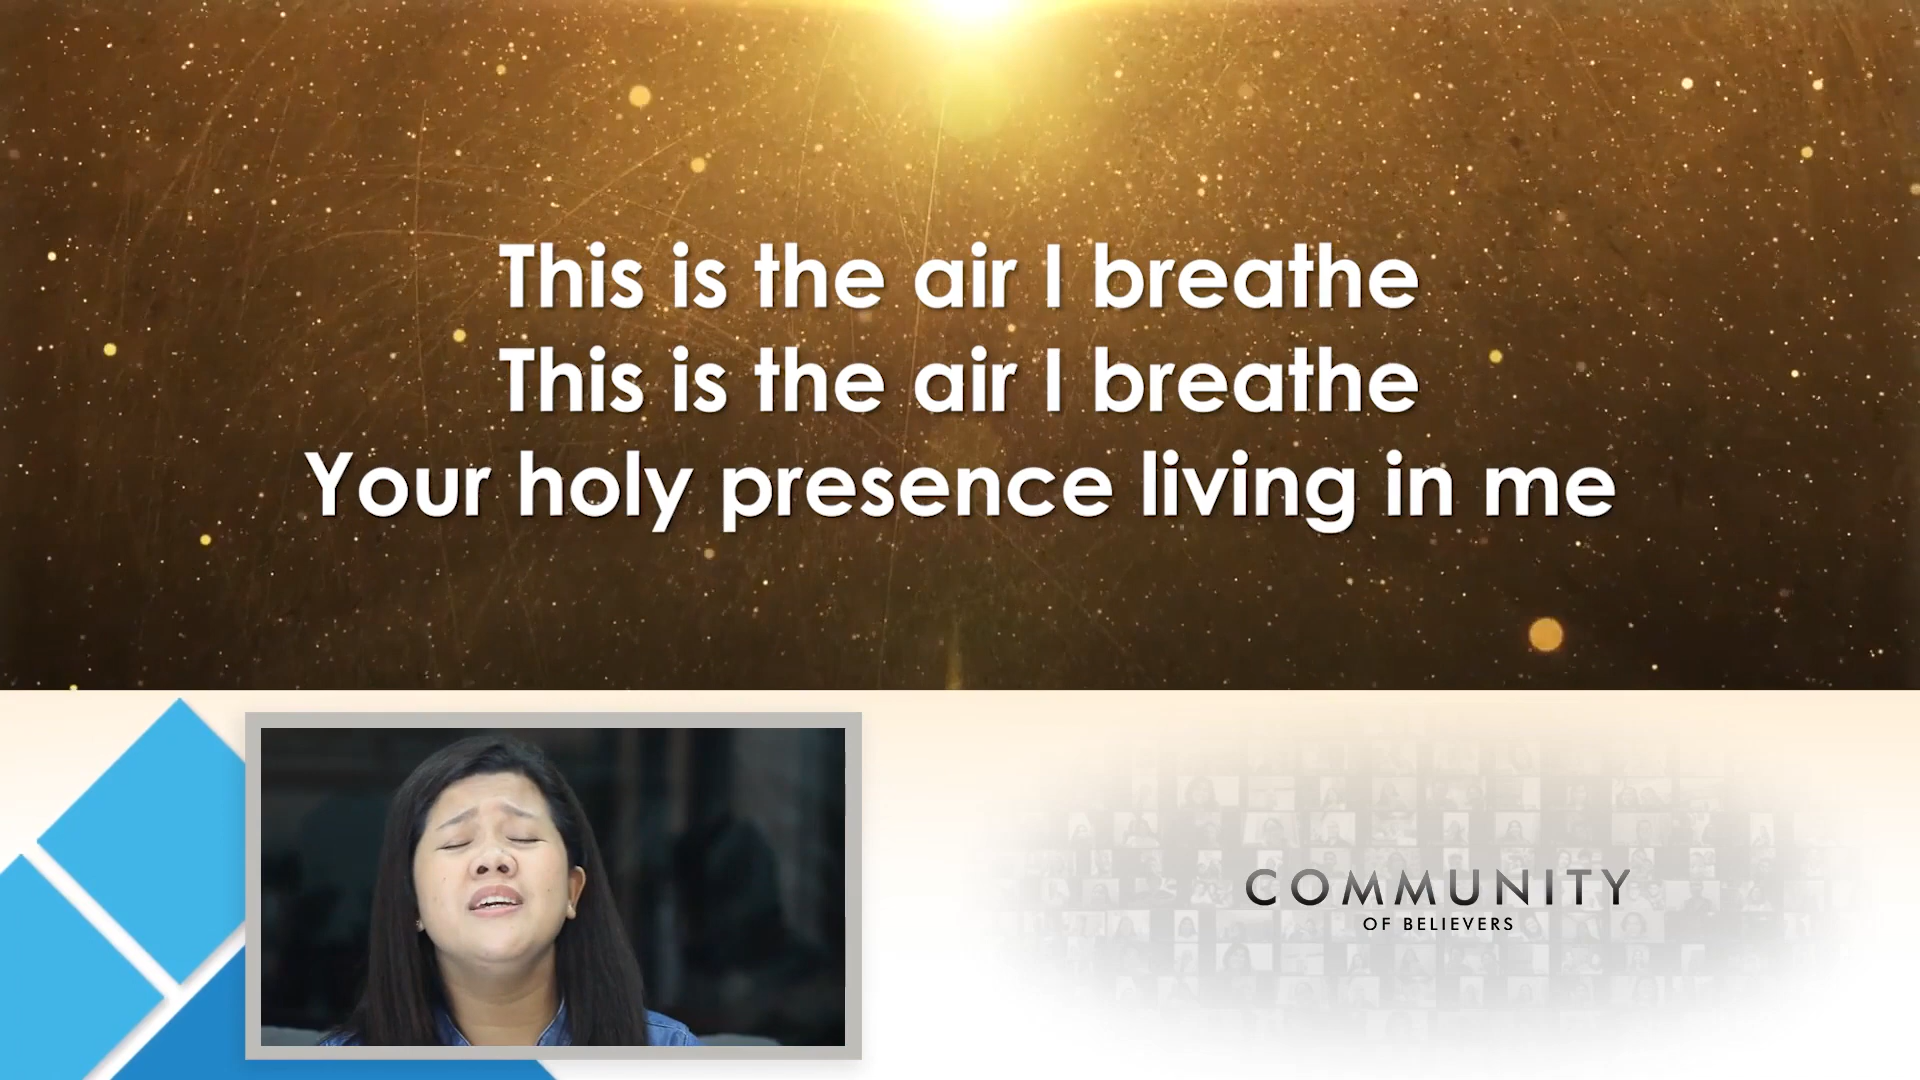 This is the air I breathe
This is the air I breathe
Your holy presence living in me
COMMUNITY
OF BELIEVERS